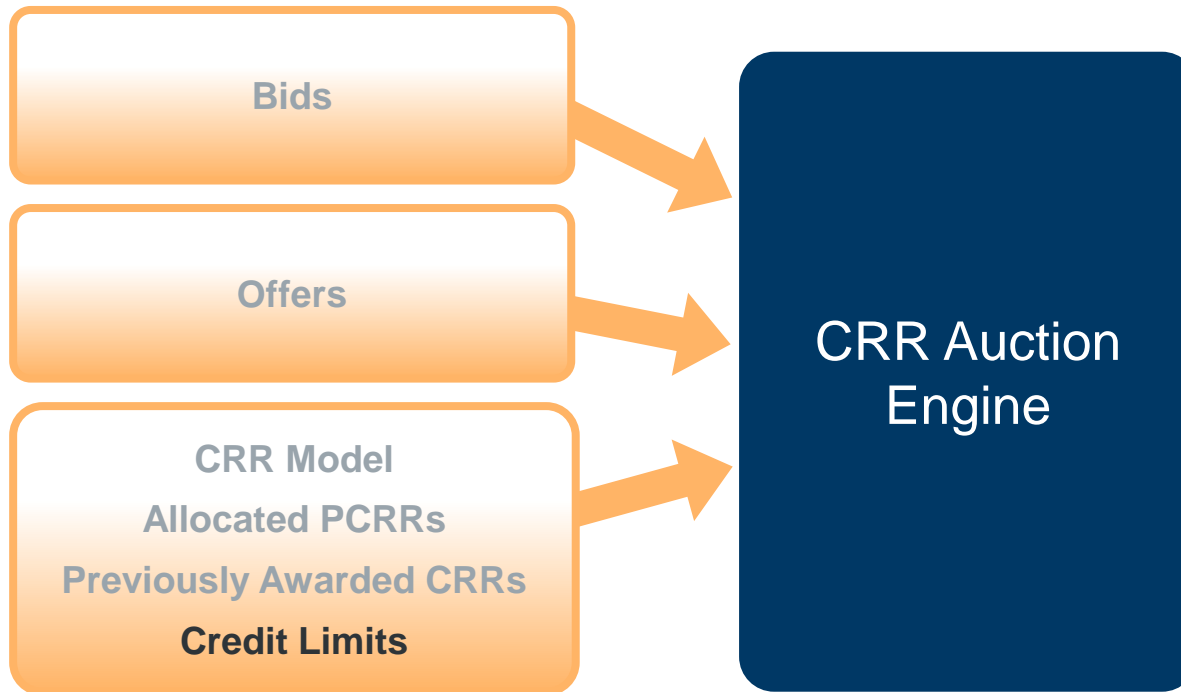 Bids
Offers
CRR Model
Allocated PCRRs
Previously Awarded CRRs
Credit Limits
CRR Auction
Engine